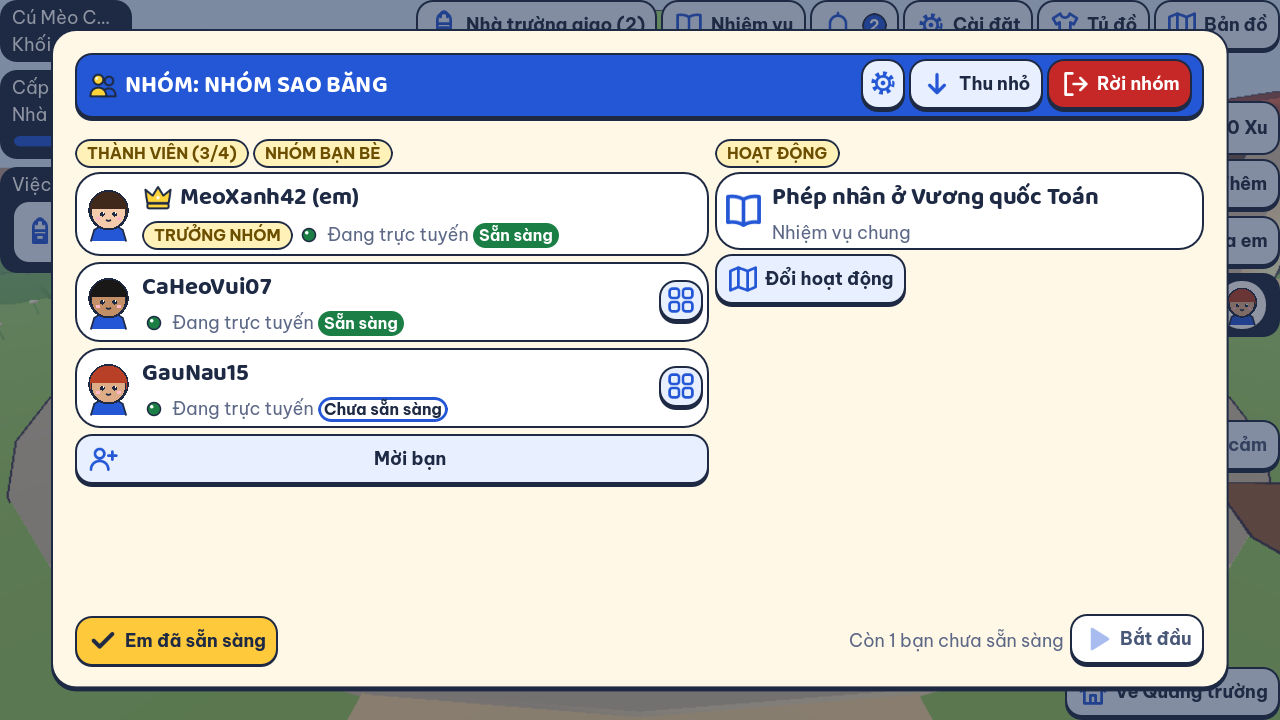 Cú Mèo C...
Khối
Cấp
Nhà
Việc
Nhà trường giao (2)
Nhiệm vụ
2
Cài đặt
Tủ đồ
Bản đồ
NHÓM: NHÓM SAO BĂNG
Thu nhỏ
Rời nhóm
THÀNH VIÊN (3/4)
NHÓM BẠN BÈ
MeoXanh42 (em)
TRƯỞNG NHÓM
Đang trực tuyến
Sẵn sàng
CaHeoVui07
Đang trực tuyến
Sẵn sàng
GauNau15
Đang trực tuyến
Chưa sẵn sàng
Mời bạn
HOẠT ĐỘNG
Phép nhân ở Vương quốc Toán
Nhiệm vụ chung
Đổi hoạt động
Em đã sẵn sàng
Còn 1 bạn chưa sẵn sàng
Bắt đầu
0 Xu
hêm
a em
cảm
Về Quảng trường